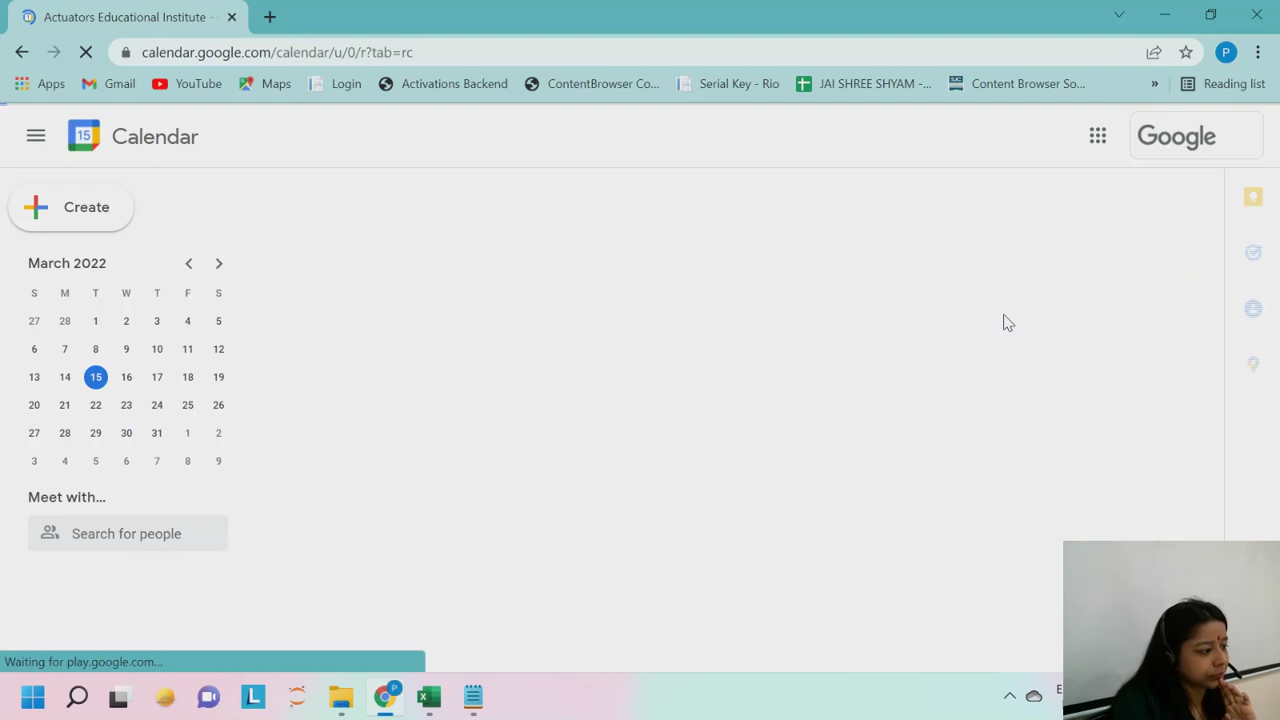 Actuators Educational Institute -
calendar.google.com/calendar/u/0/r?tab=rc
P
Apps Gmail YouTube Maps Login Activations Backend ContentBrowser Co... Serial Key - Rio JAI SHREE SHYAM -... Content Browser So... » Reading list
15 Calendar Google
Create
March 2022
S M T W T F S
27 28 1 2 3 4 5
6 7 8 9 10 11 12
13 14 15 16 17 18 19
20 21 22 23 24 25 26
27 28 29 30 31 1 2
3 4 5 6 7 8 9
Meet with...
Search for people
Waiting for play.google.com...
L P E